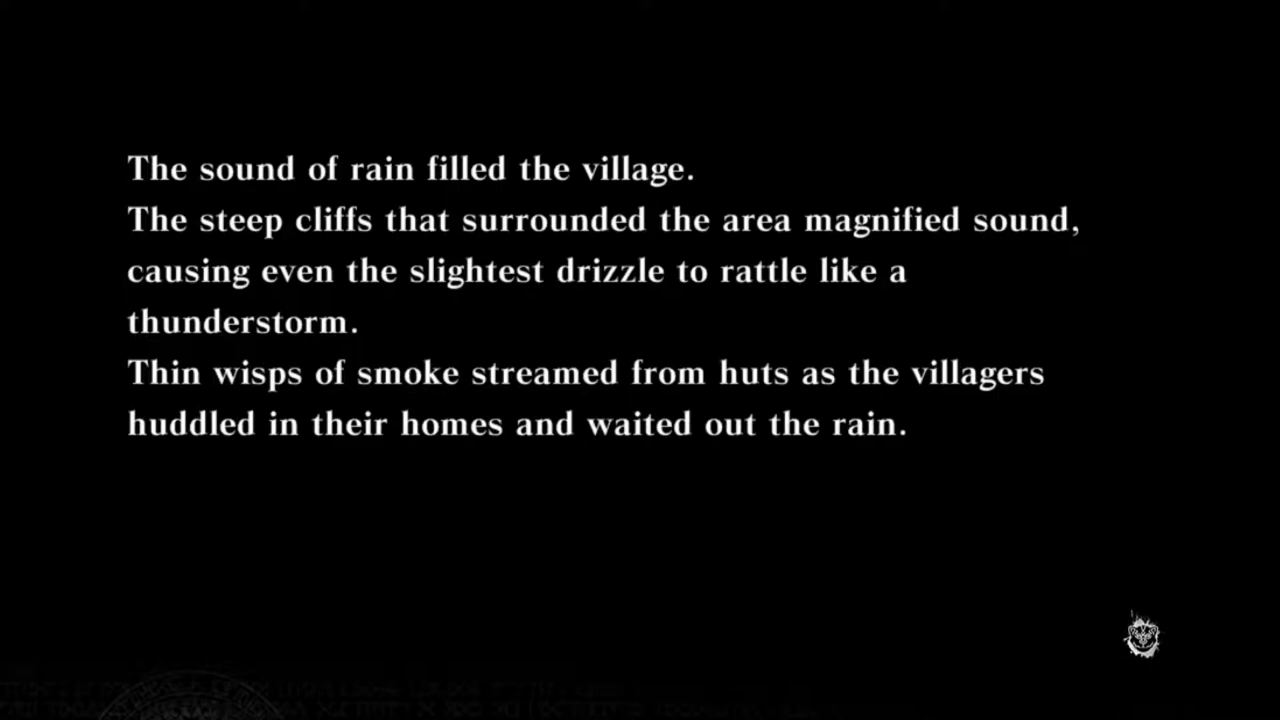 The sound of rain filled the village.
The steep cliffs that surrounded the area magnified sound,
causing even the slightest drizzle to rattle like a
thunderstorm.
Thin wisps of smoke streamed from huts as the villagers
huddled in their homes and waited out the rain.